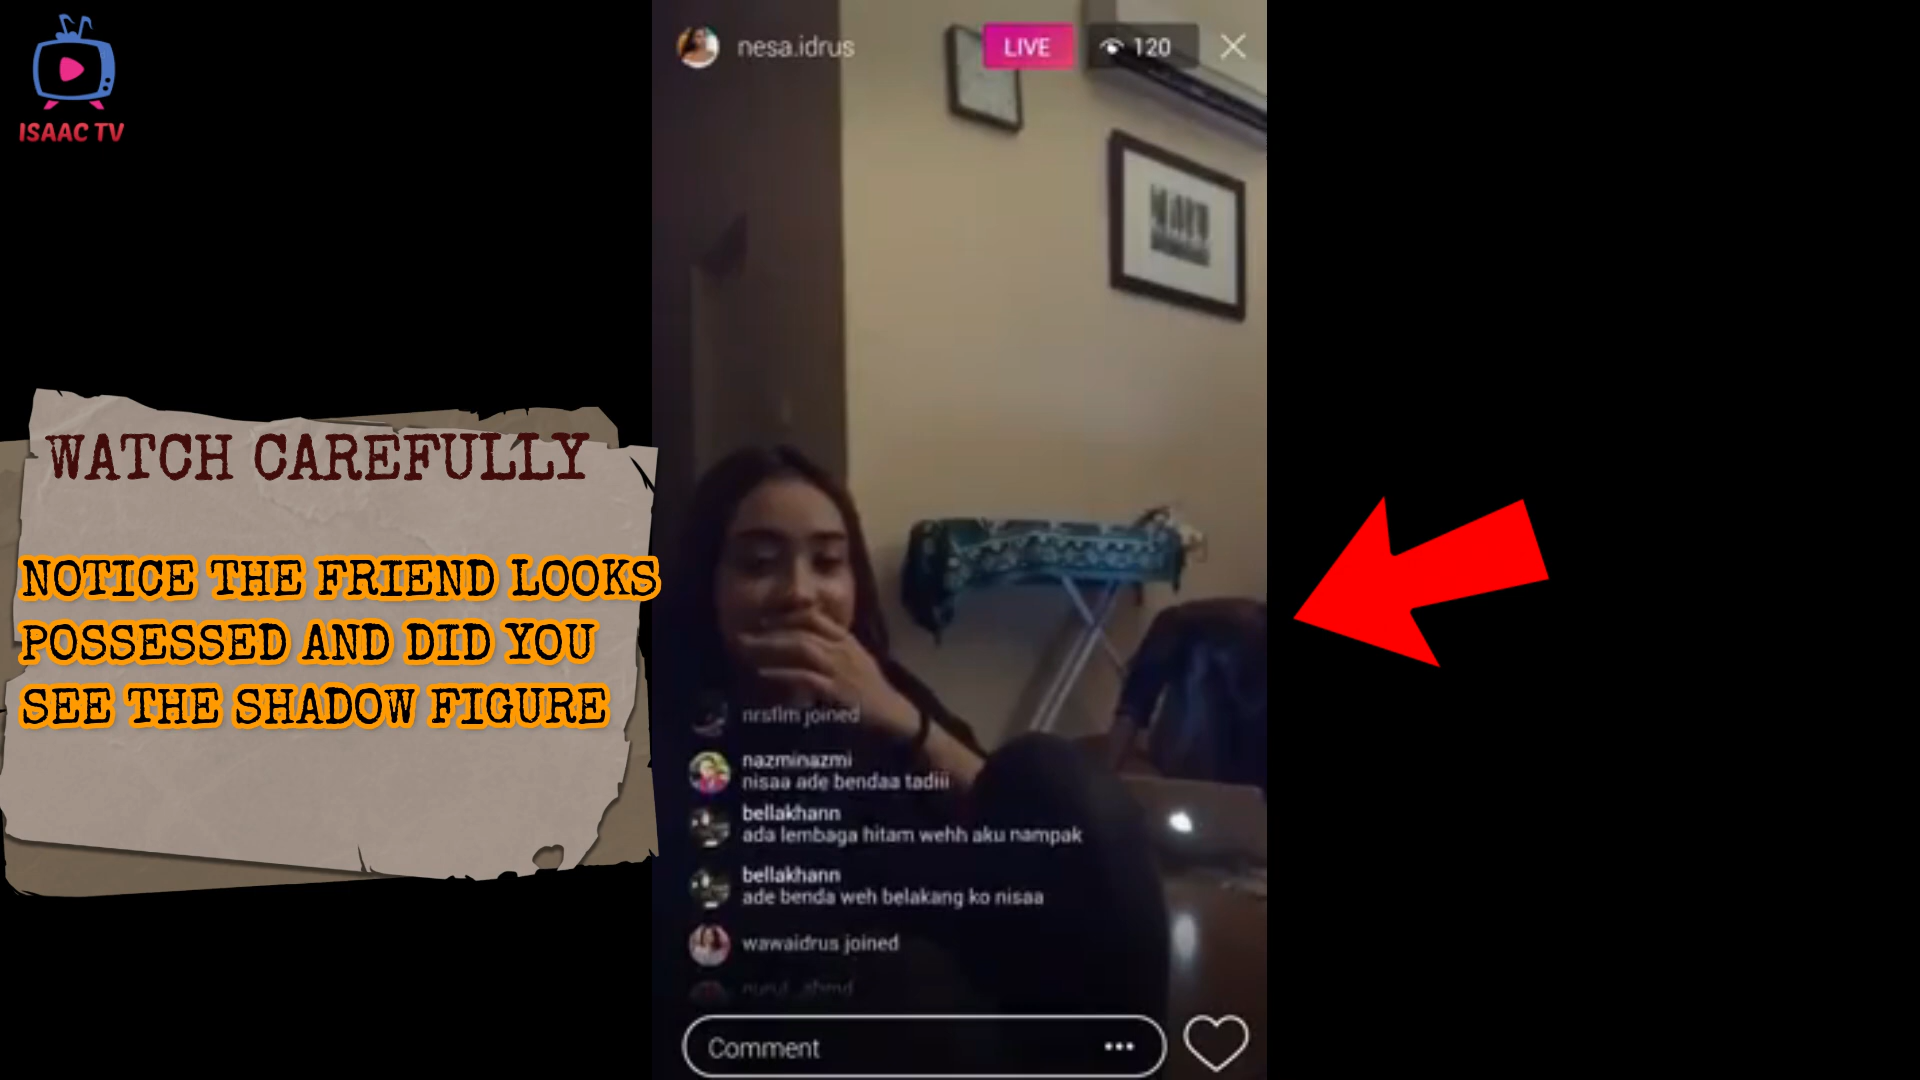 ISAAC TV
nesa.idrus
LIVE
120
WATCH CAREFULLY
NOTICE THE FRIEND LOOKS
POSSESSED AND DID YOU
SEE THE SHADOW FIGURE
joined
nazminazmi
nisaa ade bendaa tadiii
bellakhann
ada lembaga hitam wehh aku nampak
bellakhann
ade benda weh belakang ko nisaa
wawaidrus joined
Comment